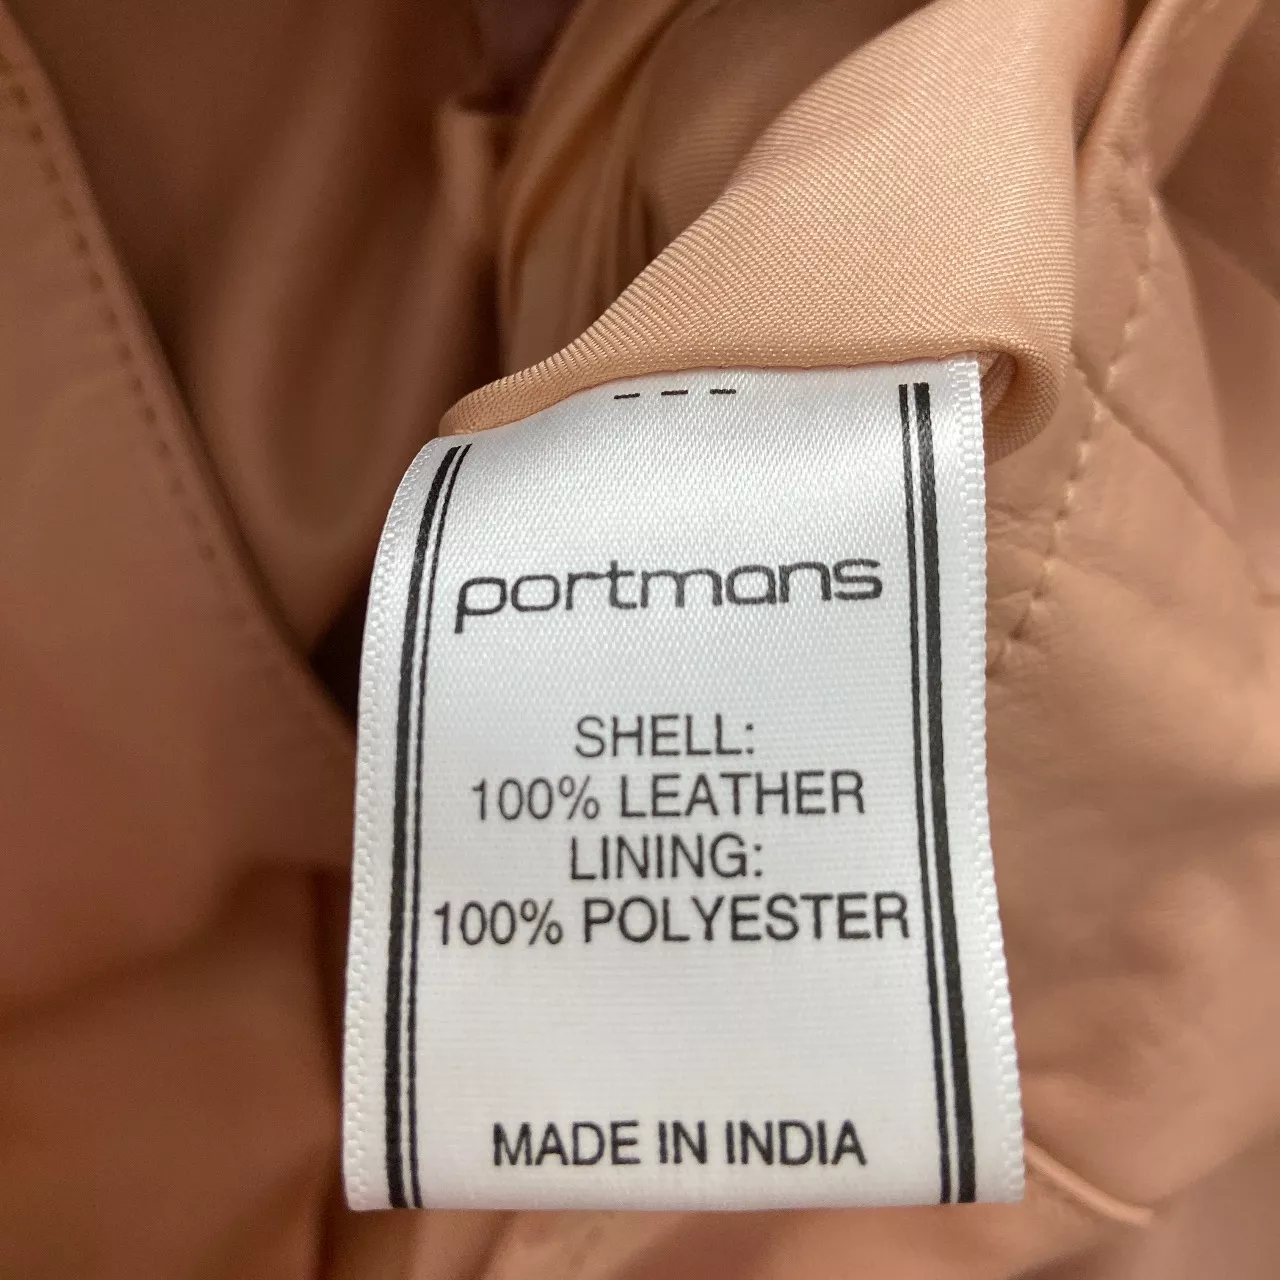 portmans
SHELL:
100% LEATHER
LINING:
100% POLYESTER
MADE IN INDIA